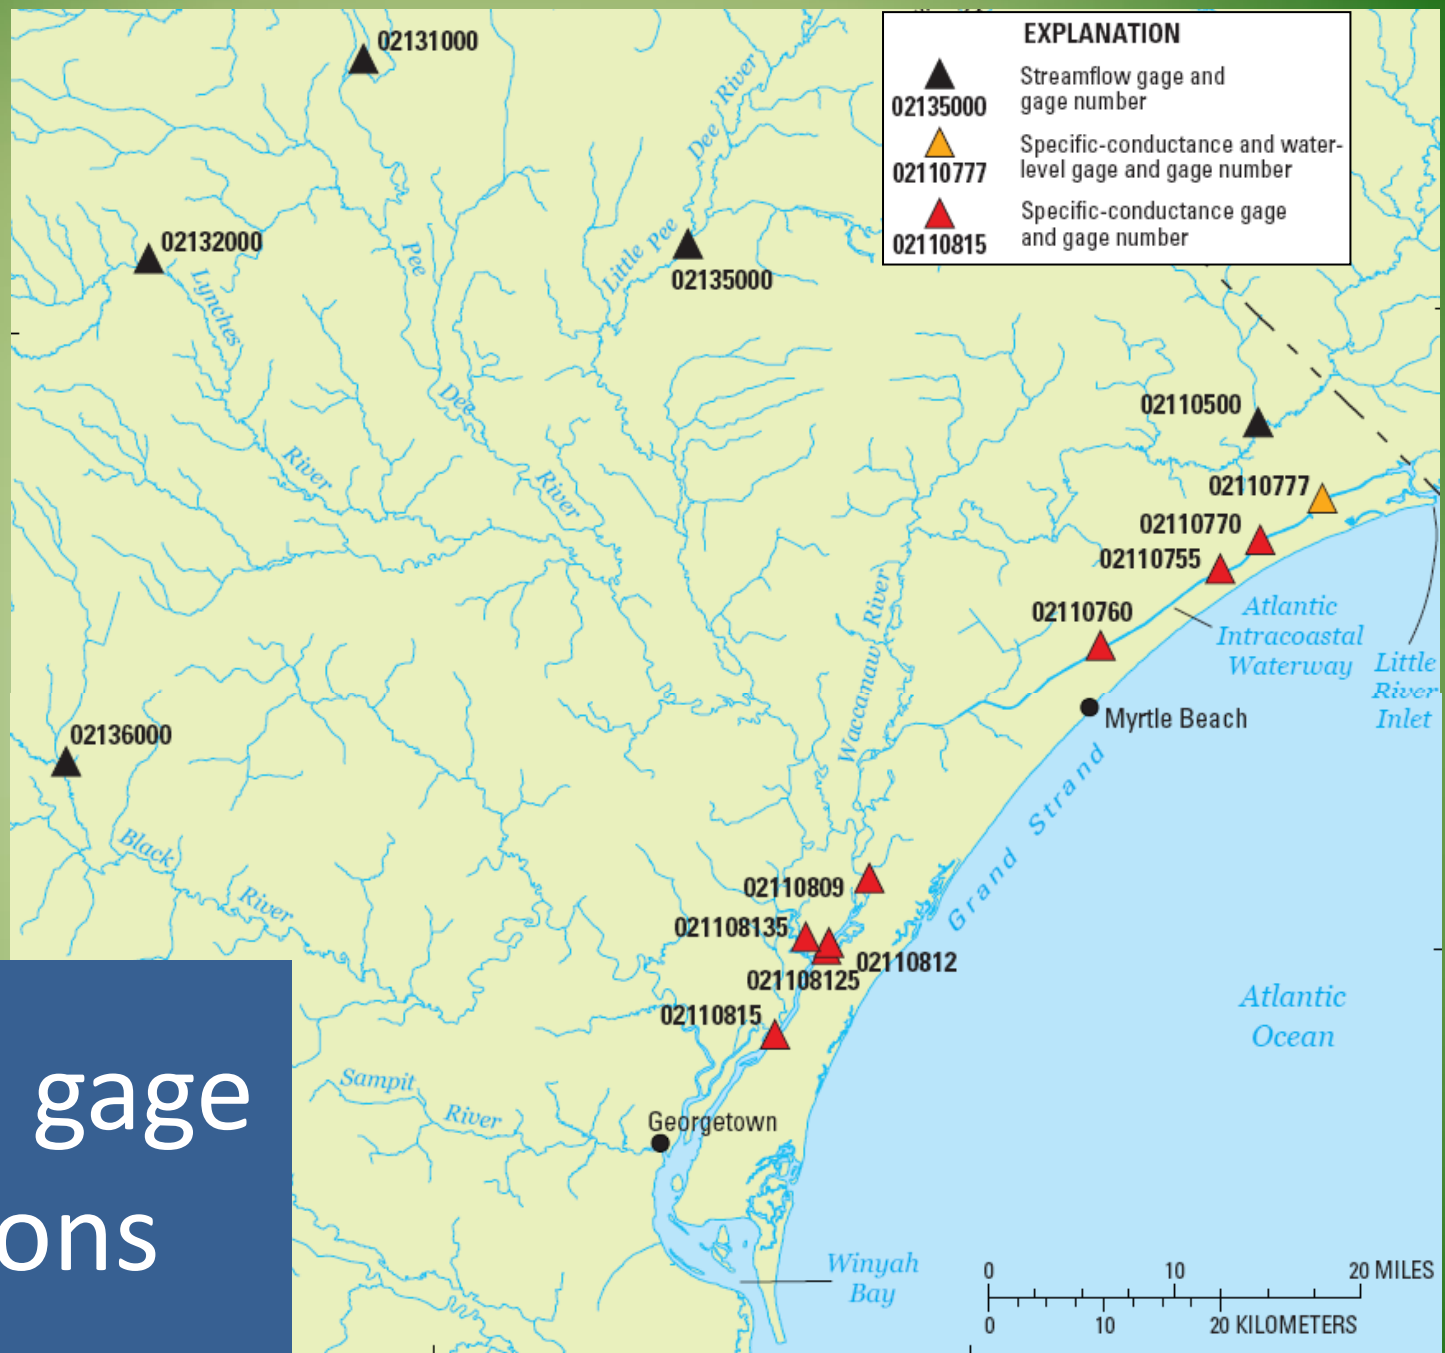 EXPLANATION
02135000
Streamflow gage and
gage number
02110777
Specific-conductance and water-
level gage and gage number
02110815
Specific-conductance gage
and gage number
02131000
Little Pee Dee River
02132000
02135000
Lynches
River
Pee
Dee
River
02110500
02110777
02110770
02110755
02110760
Atlantic
Intracoastal
Waterway
Little
River
Inlet
Waccamaw River
Myrtle Beach
02136000
Black
River
Grand Strand
02110809
021108135
02110812
021108125
02110815
Atlantic
Ocean
Sampit
River
Georgetown
Winyah
Bay
gage
ons
0 10 20 MILES
0 10 20 KILOMETERS